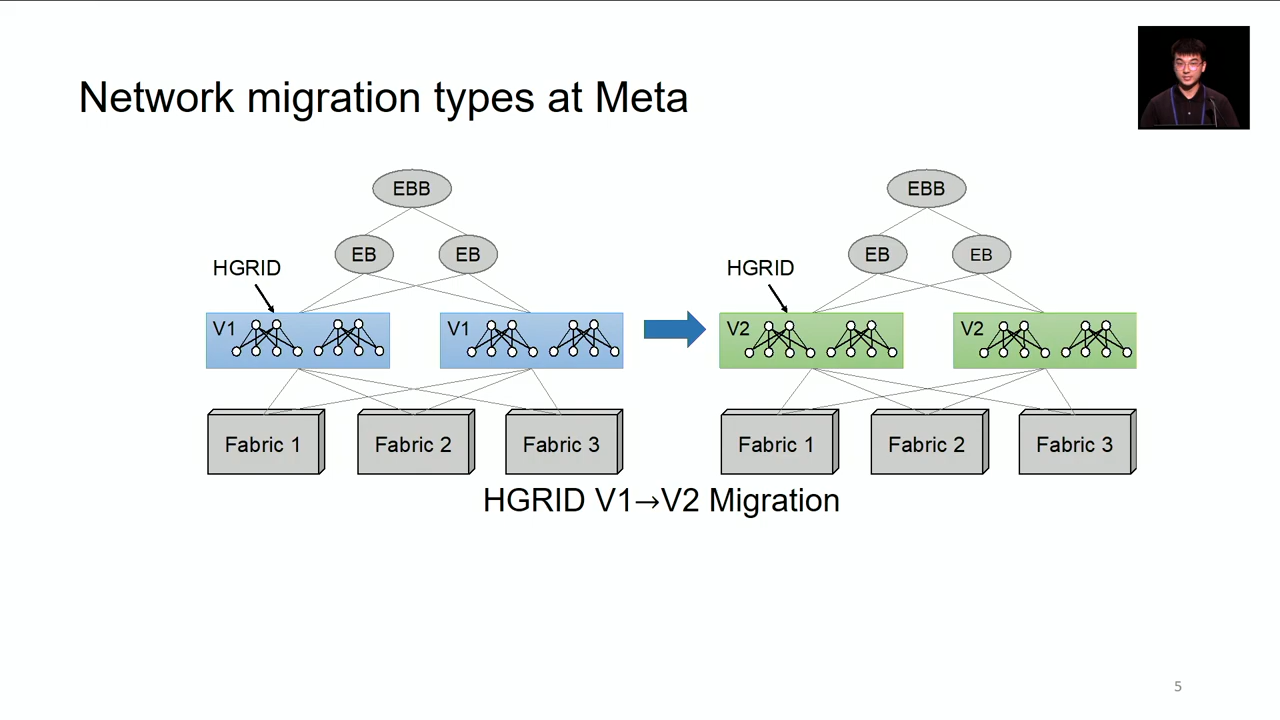 Network migration types at Meta
EBB
EB EB
HGRID
V1 V1
Fabric 1 Fabric 2 Fabric 3
EBB
EB EB
HGRID
V2 V2
Fabric 1 Fabric 2 Fabric 3
HGRID V1→V2 Migration
5